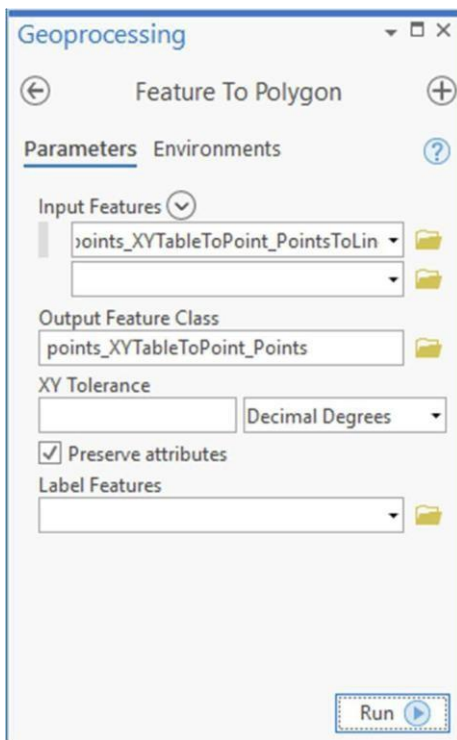 Geoprocessing
Feature To Polygon
Parameters Environments
Input Features
points_XYTableToPoint_PointsToLin
Output Feature Class
points_XYTableToPoint_Points
XY Tolerance
Decimal Degrees
Preserve attributes
Label Features
Run